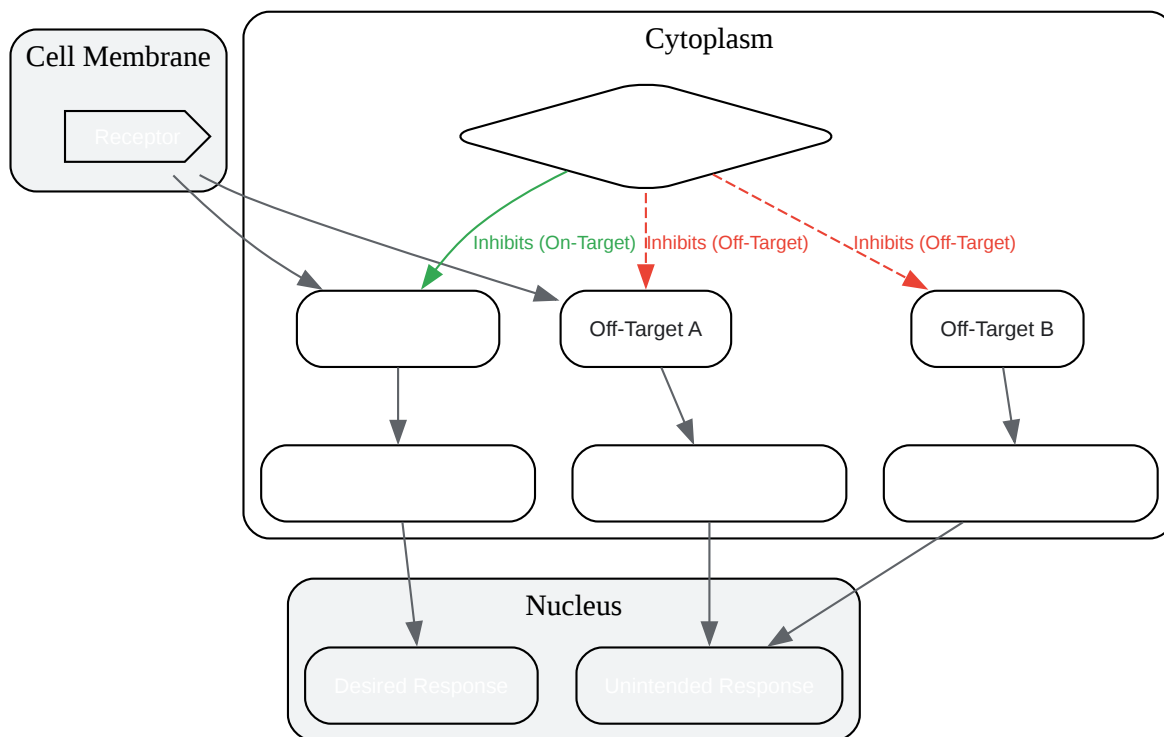 Cell Membrane
Cytoplasm
Receptor
Inhibits (On-Target)
Inhibits (Off-Target)
Inhibits (Off-Target)
Off-Target A
Off-Target B
Nucleus
Desired Response
Unintended Response